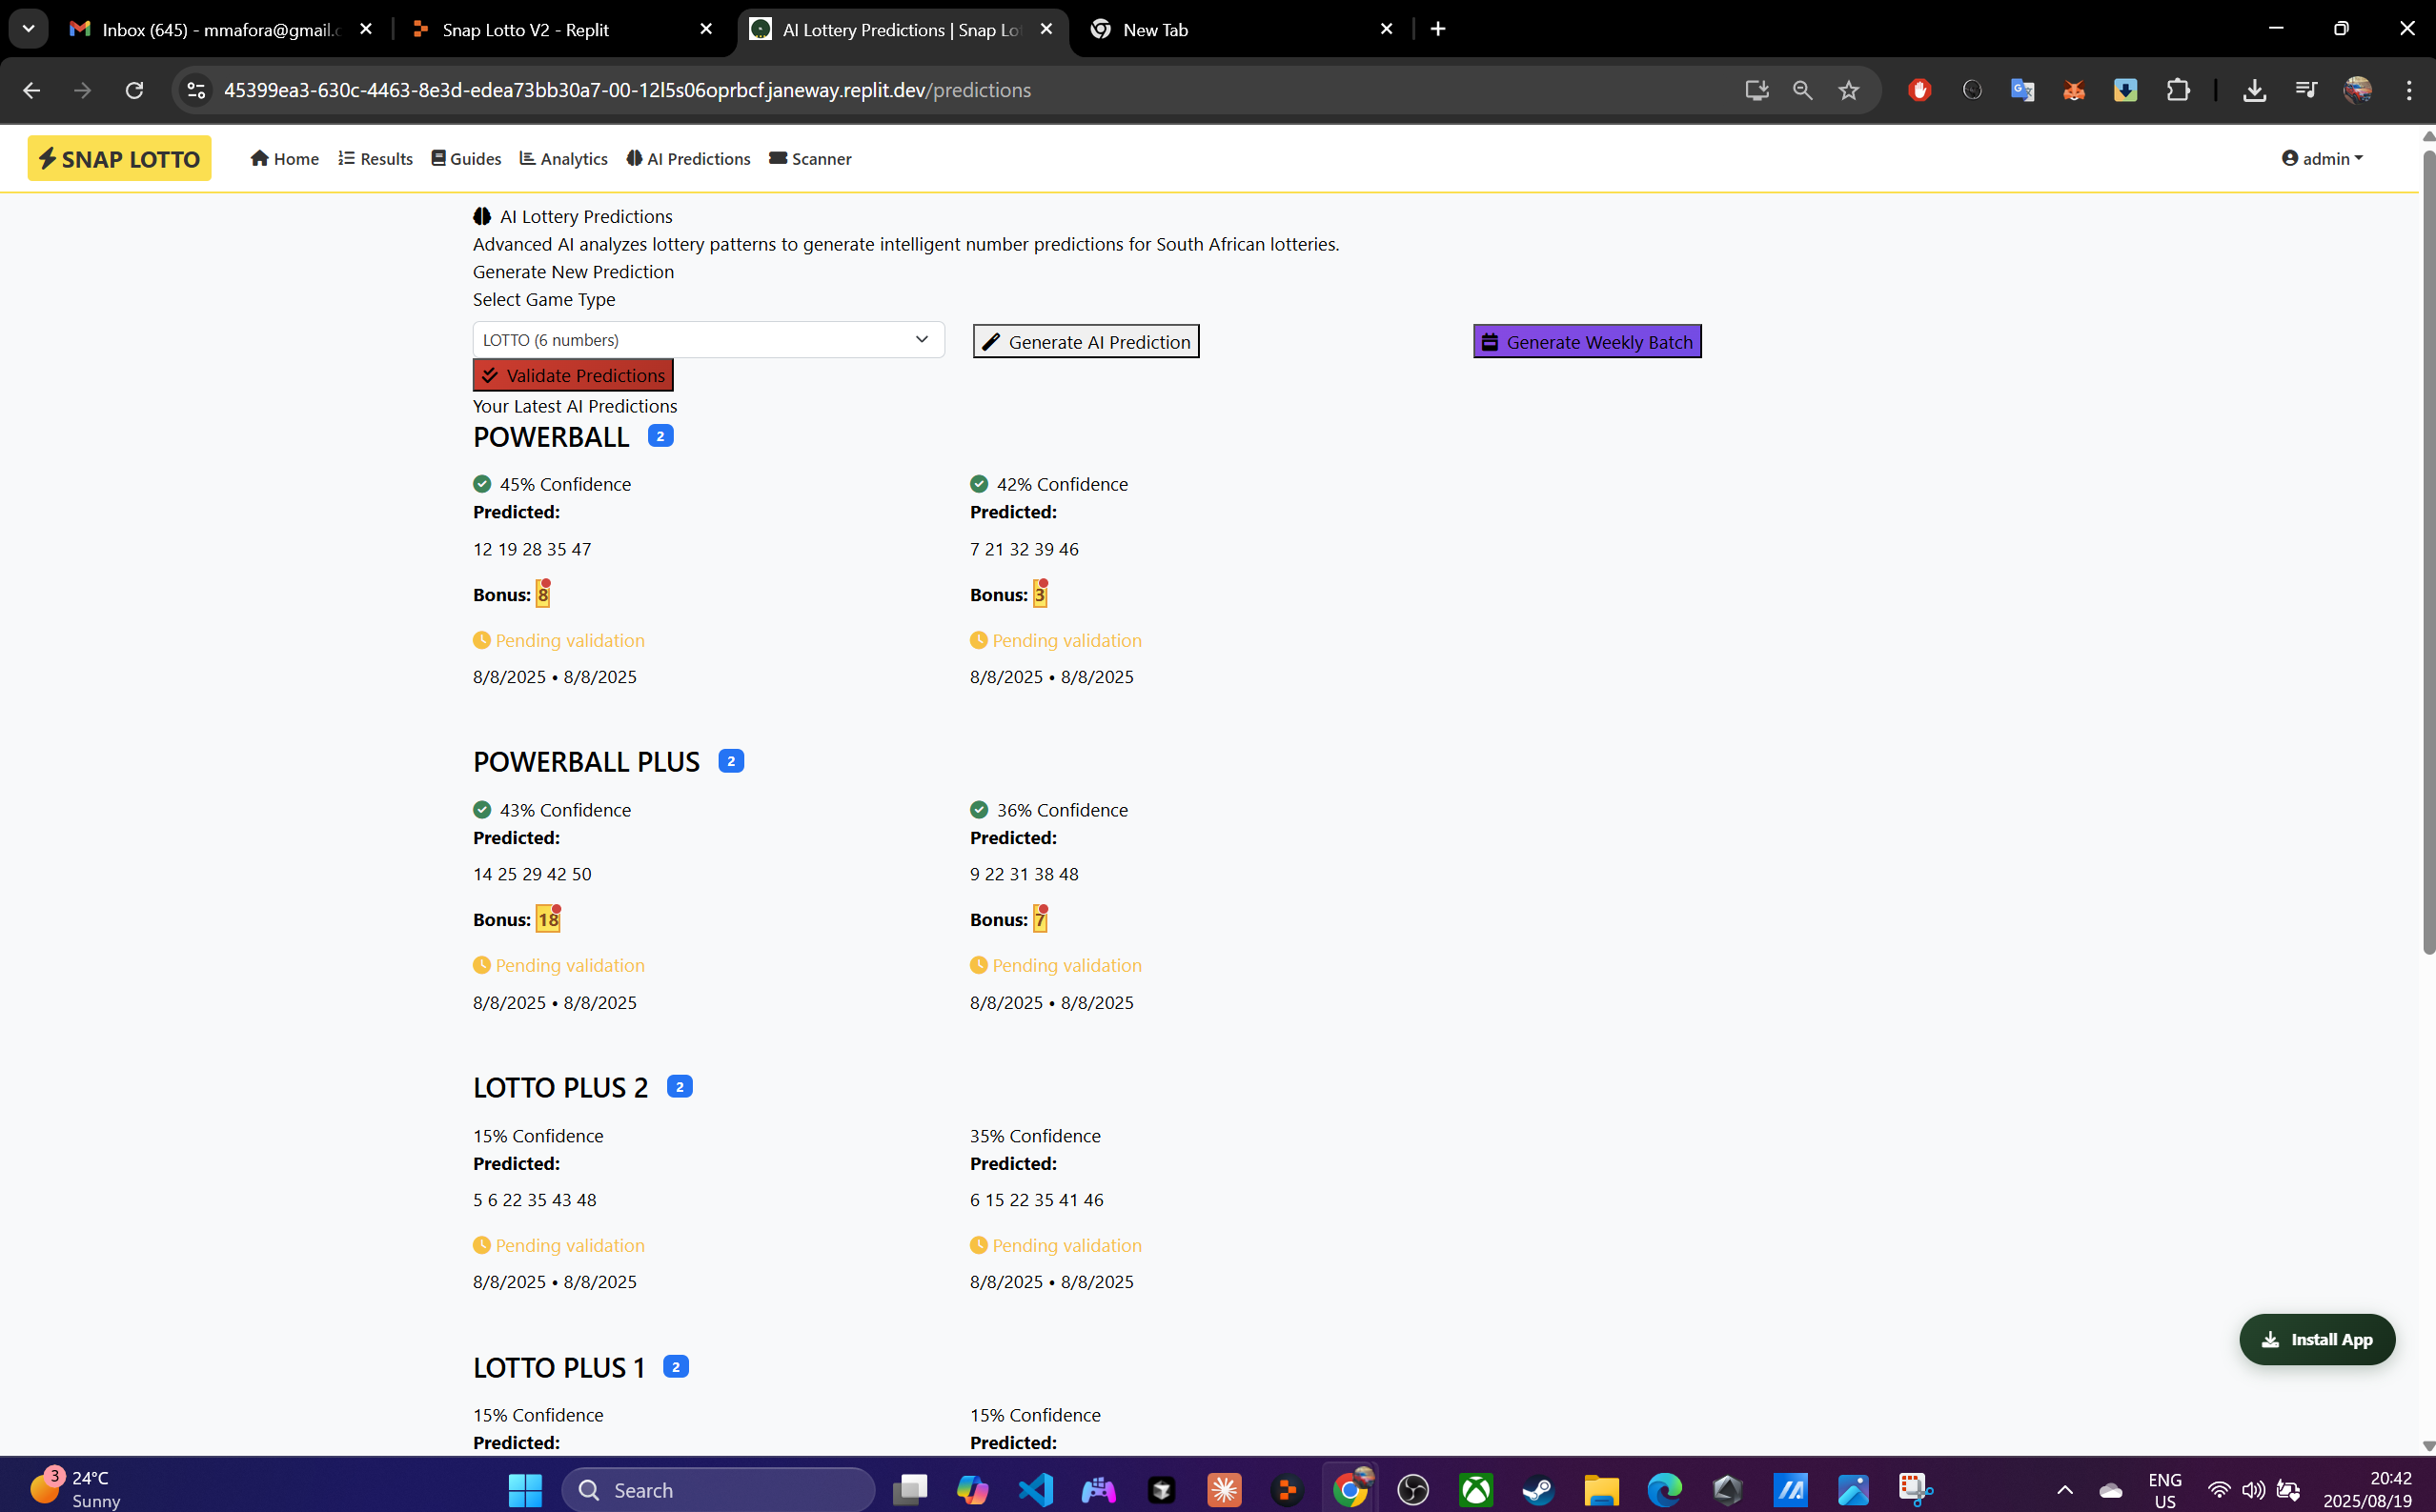 Inbox (645) - mmafora@gmail.c
Snap Lotto V2 - Replit
AI Lottery Predictions | Snap Lo
New Tab
45399ea3-630c-4463-8e3d-edea73bb30a7-00-12l5s06oprbcf.janeway.replit.dev/predictions
SNAP LOTTO
Home
Results
Guides
Analytics
AI Predictions
Scanner
admin
AI Lottery Predictions
Advanced AI analyzes lottery patterns to generate intelligent number predictions for South African lotteries.
Generate New Prediction
Select Game Type
LOTTO (6 numbers)
Generate AI Prediction
Generate Weekly Batch
Validate Predictions
Your Latest AI Predictions
POWERBALL 2
45% Confidence
Predicted:
12 19 28 35 47
Bonus: 8
Pending validation
8/8/2025 • 8/8/2025
42% Confidence
Predicted:
7 21 32 39 46
Bonus: 3
Pending validation
8/8/2025 • 8/8/2025
POWERBALL PLUS 2
43% Confidence
Predicted:
14 25 29 42 50
Bonus: 18
Pending validation
8/8/2025 • 8/8/2025
36% Confidence
Predicted:
9 22 31 38 48
Bonus: 7
Pending validation
8/8/2025 • 8/8/2025
LOTTO PLUS 2 2
15% Confidence
Predicted:
5 6 22 35 43 48
Pending validation
8/8/2025 • 8/8/2025
35% Confidence
Predicted:
6 15 22 35 41 46
Pending validation
8/8/2025 • 8/8/2025
LOTTO PLUS 1 2
15% Confidence
Predicted:
15% Confidence
Predicted:
Install App
3
24°C
Sunny
Search
ENG
US
20:42
2025/08/19